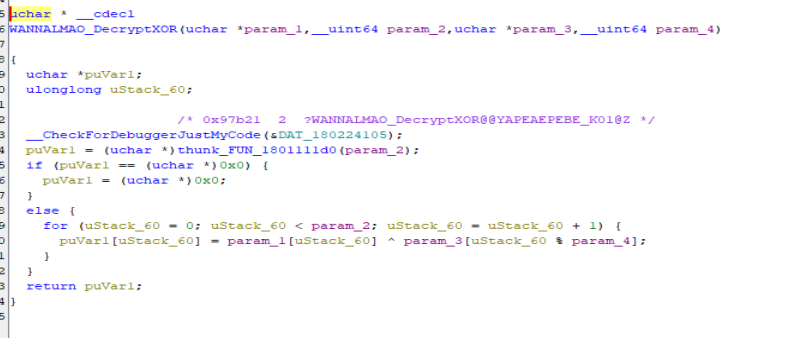 5 uchar * __cdecl
6 WANNALMAO_DecryptXOR(uchar *param_1,__uint64 param_2,uchar *param_3,__uint64 param_4)
7
8 {
9 uchar *puVar1;
0 ulonglong uStack_60;
1
2 /* 0x97b21 2 ?WANNALMAO_DecryptXOR@@YAPEAEPEBE_K01@Z */
3 __CheckForDebuggerJustMyCode(&DAT_180224105);
4 puVar1 = (uchar *)thunk_FUN_1801111d0(param_2);
5 if (puVar1 == (uchar *)0x0) {
6 puVar1 = (uchar *)0x0;
7 }
8 else {
9 for (uStack_60 = 0; uStack_60 < param_2; uStack_60 = uStack_60 + 1) {
0 puVar1[uStack_60] = param_1[uStack_60] ^ param_3[uStack_60 % param_4];
1 }
2 }
3 return puVar1;
4 }
5